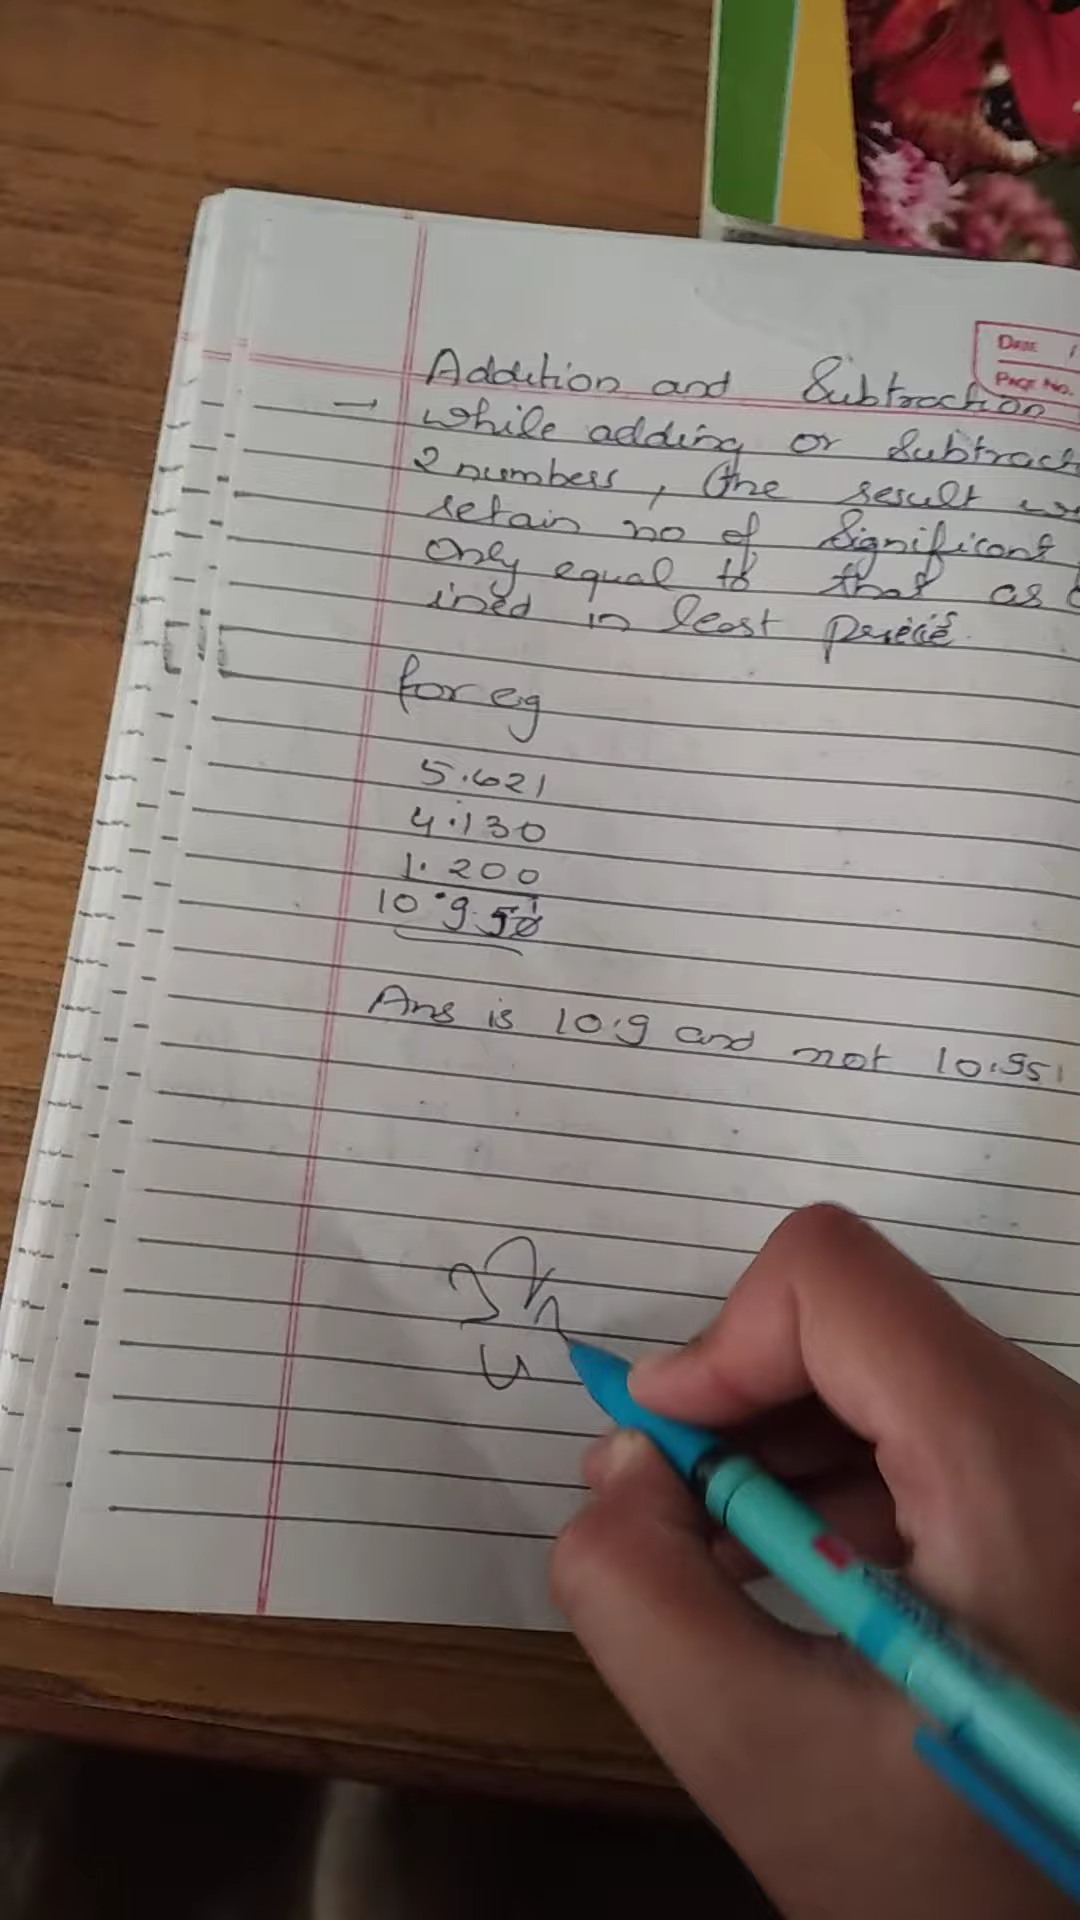 DATE
PAGE NO.
Addition and Subtraction
→ while adding or Subtract
2 numbers, the result
retain no of Significant
only equal to that as
ined in least
for eg
5.621
4.130
1.200
10.9
Ans is 10.9 and not 10.951